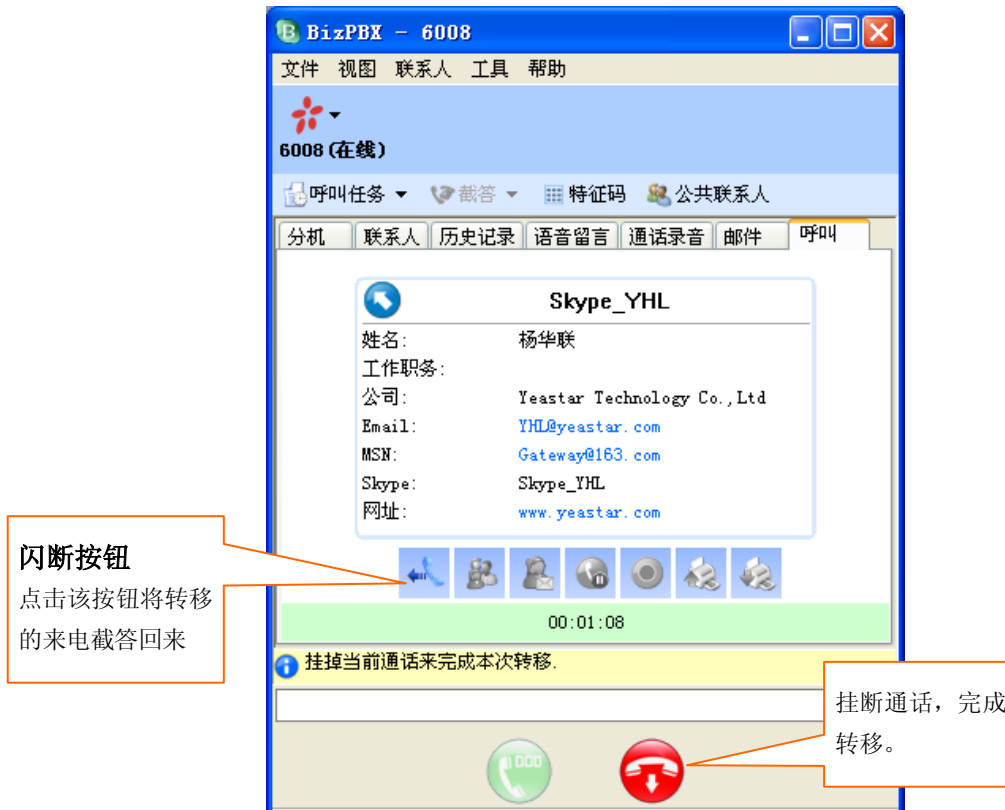 BizPBX - 6008
文件 视图 联系人 工具 帮助
6008(在线)
呼叫任务 截答 特征码 公共联系人
分机 联系人 历史记录 语音留言 通话录音 邮件 呼叫
Skype_YHL
姓名: 杨华联
工作职务:
公司: Yeastar Technology Co.,Ltd
Email: YHL@yeastar.com
MSN: Gateway@163.com
Skype: Skype_YHL
网址: www.yeastar.com
闪断按钮
点击该按钮将转移
的来电截答回来
00:01:08
挂掉当前通话来完成本次转移.
挂断通话，完成
转移。